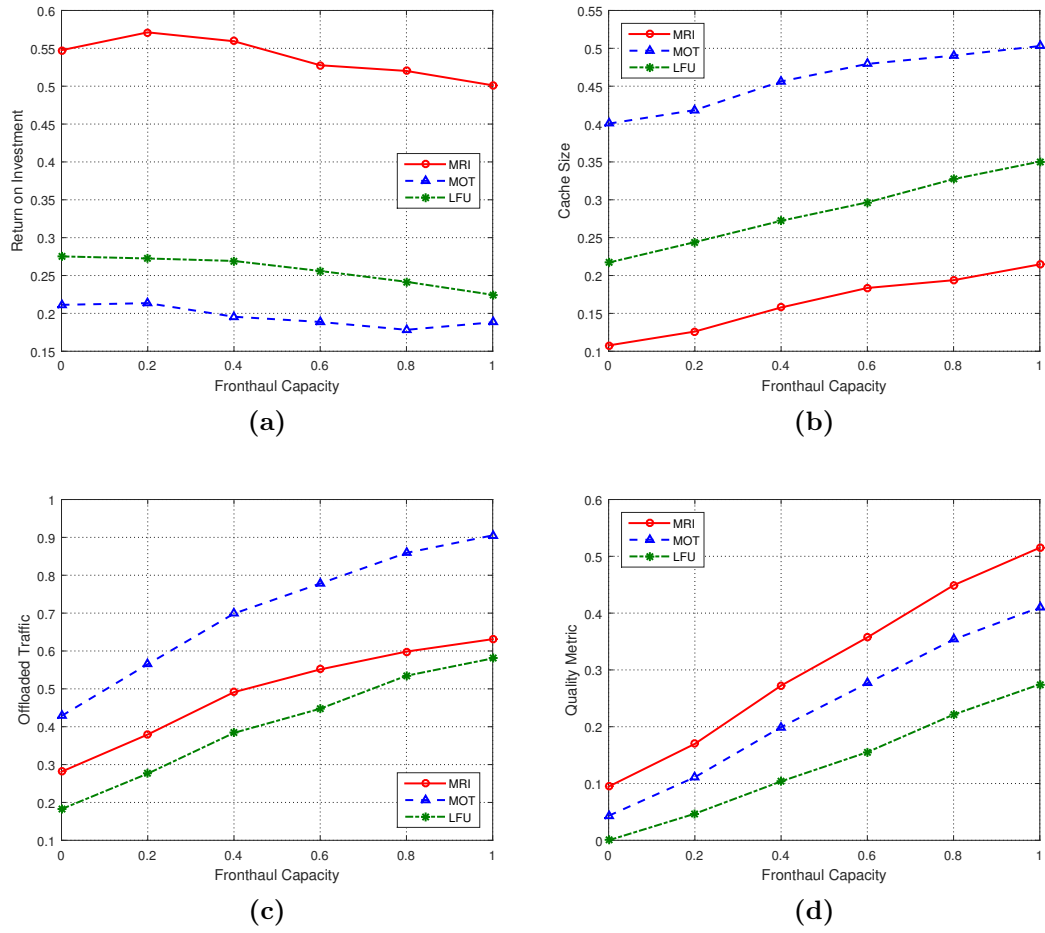 0.6
0.55
0.5
0.45
0.4
0.35
0.3
0.25
0.2
0.15
Return on Investment
MRI
MOT
LFU
0 0.2 0.4 0.6 0.8 1
Fronthaul Capacity
(a)
0.55
0.5
0.45
0.4
0.35
0.3
0.25
0.2
0.15
0.1
Cache Size
MRI
MOT
LFU
0 0.2 0.4 0.6 0.8 1
Fronthaul Capacity
(b)
1
0.9
0.8
0.7
0.6
0.5
0.4
0.3
0.2
0.1
Offloaded Traffic
MRI
MOT
LFU
0 0.2 0.4 0.6 0.8 1
Fronthaul Capacity
(c)
0.6
0.5
0.4
0.3
0.2
0.1
0
Quality Metric
MRI
MOT
LFU
0 0.2 0.4 0.6 0.8 1
Fronthaul Capacity
(d)